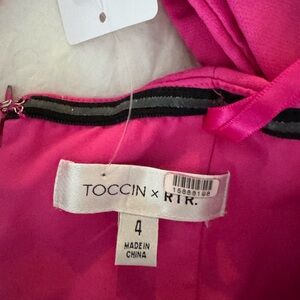 TOCCIN × RTR.
4
MADE IN
CHINA